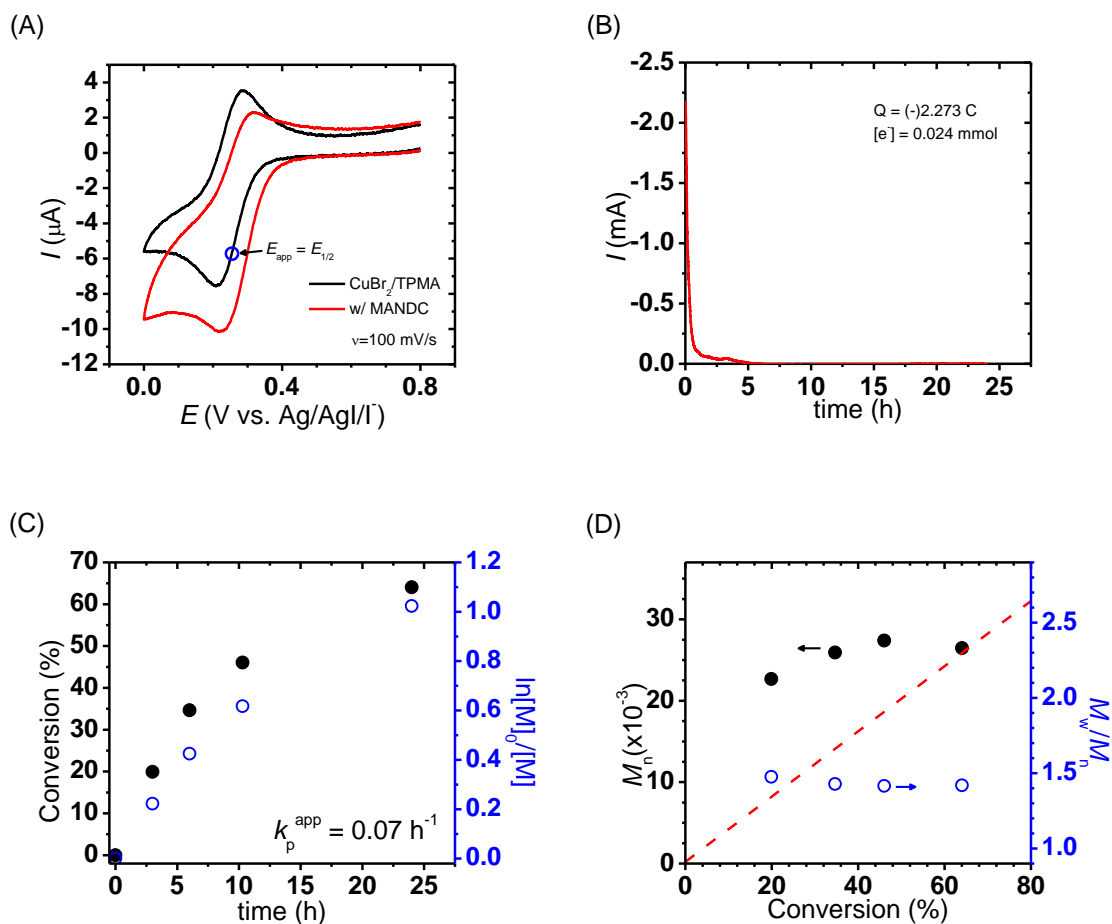 (A)
4
2
0
-2
-4
-6
-8
-10
-12
I (μA)
E_app = E_1/2
CuBr₂/TPMA
w/ MANDC
ν=100 mV/s
0.0 0.4 0.8
E (V vs. Ag/AgI/I⁻)
(B)
-2.5
-2.0
-1.5
-1.0
-0.5
0.0
I (mA)
Q = (-)2.273 C
[e⁻] = 0.024 mmol
0 5 10 15 20 25
time (h)
(C)
70
60
50
40
30
20
10
0
Conversion (%)
1.2
1.0
0.8
0.6
0.4
0.2
0.0
ln[M]₀/[M]
k_p^app = 0.07 h⁻¹
0 5 10 15 20 25
time (h)
(D)
30
20
10
0
M_n(x10⁻³)
2.5
2.0
1.5
1.0
M_w/M_n
0 20 40 60 80
Conversion (%)